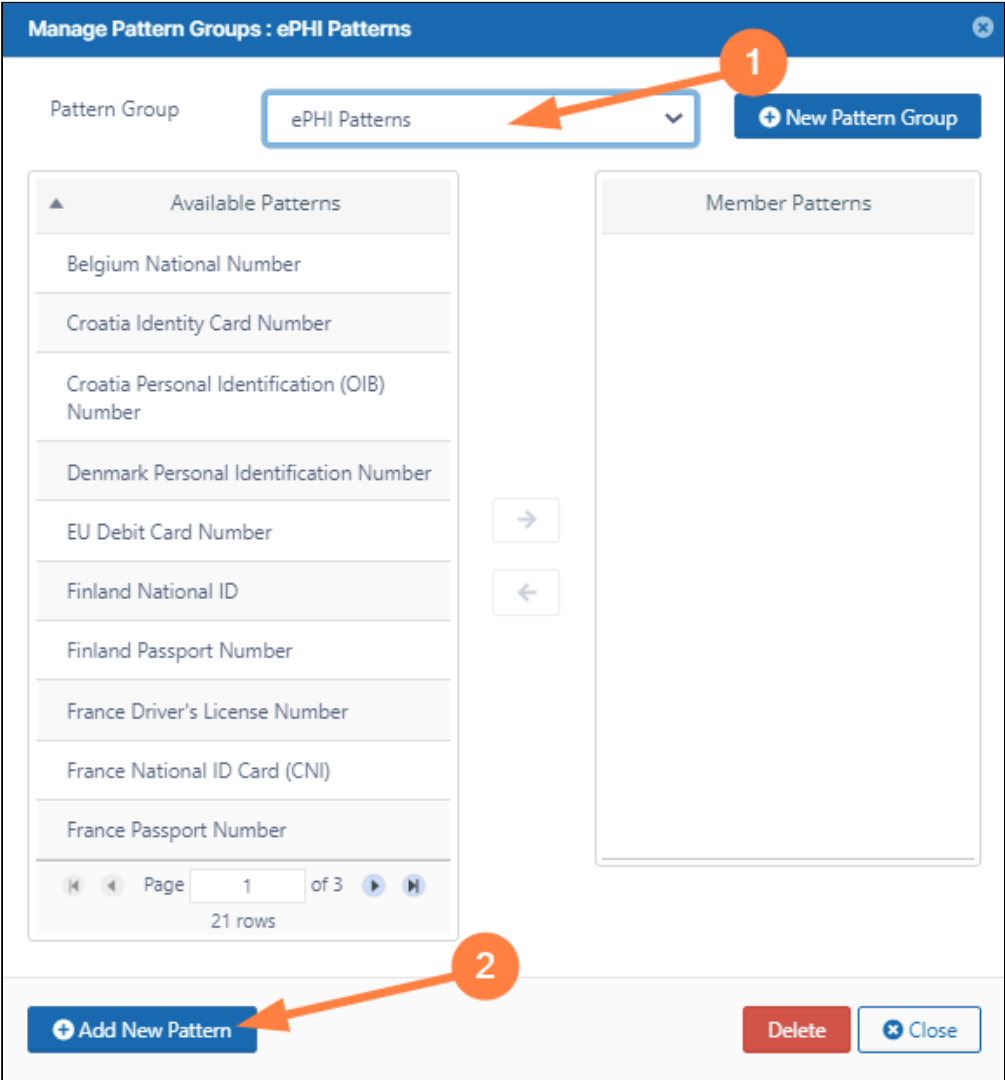 Manage Pattern Groups : ePHI Patterns
1
Pattern Group
ePHI Patterns
New Pattern Group
Available Patterns
Member Patterns
Belgium National Number
Croatia Identity Card Number
Croatia Personal Identification (OIB)
Number
Denmark Personal Identification Number
EU Debit Card Number
Finland National ID
Finland Passport Number
France Driver's License Number
France National ID Card (CNI)
France Passport Number
Page 1 of 3
21 rows
2
Add New Pattern
Delete
Close